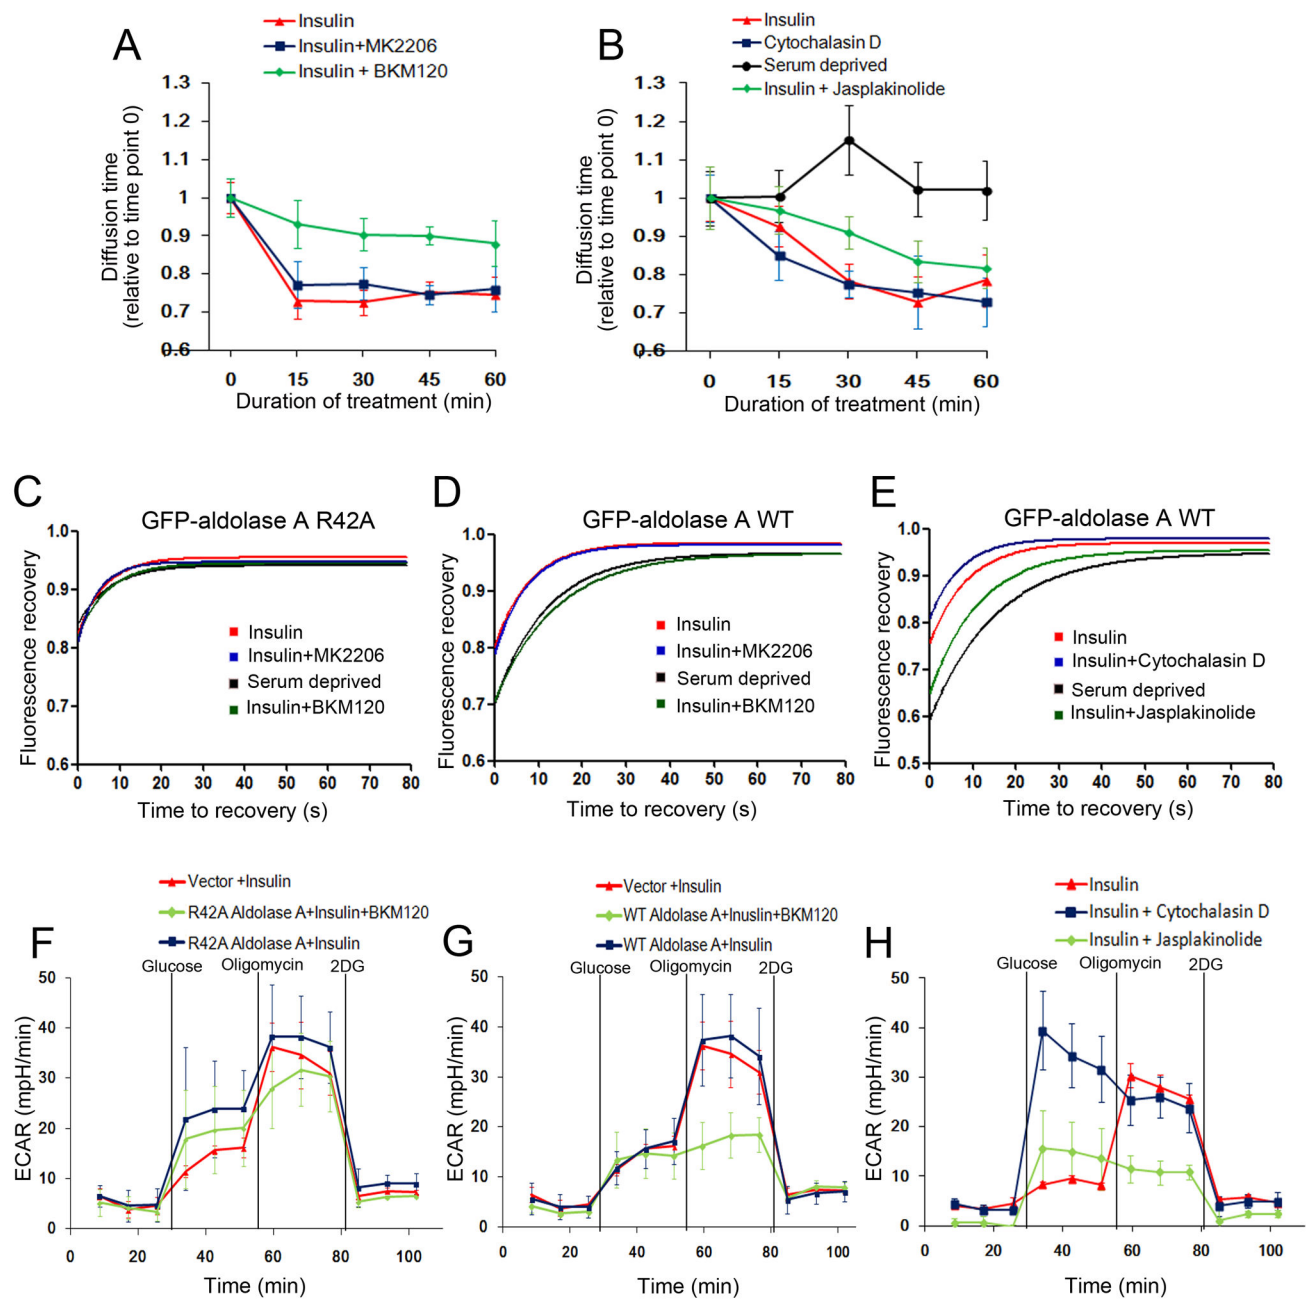 A
Insulin
Insulin+MK2206
Insulin + BKM120
Diffusion time
(relative to time point 0)
1.3
1.2
1.1
1
0.9
0.8
0.7
0.6
0 15 30 45 60
Duration of treatment (min)
B
Insulin
Cytochalasin D
Serum deprived
Insulin + Jasplakinolide
Diffusion time
(relative to time point 0)
1.3
1.2
1.1
1
0.9
0.8
0.7
0.6
0 15 30 45 60
Duration of treatment (min)
C
GFP-aldolase A R42A
Fluorescence recovery
1.0
0.9
0.8
0.7
0.6
Insulin
Insulin+MK2206
Serum deprived
Insulin+BKM120
0 10 20 30 40 50 60 70 80
Time to recovery (s)
D
GFP-aldolase A WT
Fluorescence recovery
1.0
0.9
0.8
0.7
0.6
Insulin
Insulin+MK2206
Serum deprived
Insulin+BKM120
0 10 20 30 40 50 60 70 80
Time to recovery (s)
E
GFP-aldolase A WT
Fluorescence recovery
1.0
0.9
0.8
0.7
0.6
0.5
Insulin
Insulin+Cytochalasin D
Serum deprived
Insulin+Jasplakinolide
0 10 20 30 40 50 60 70 80
Time to recovery (s)
F
Vector +Insulin
R42A Aldolase A+Insulin+BKM120
R42A Aldolase A+Insulin
Glucose Oligomycin 2DG
ECAR (mpH/min)
50
40
30
20
10
0
0 20 40 60 80 100
Time (min)
G
Vector +Insulin
WT Aldolase A+Inuslin+BKM120
WT Aldolase A+Insulin
Glucose Oligomycin 2DG
ECAR (mpH/min)
50
40
30
20
10
0
0 20 40 60 80 100
Time (min)
H
Insulin
Insulin + Cytochalasin D
Insulin + Jasplakinolide
Glucose Oligomycin 2DG
ECAR (mpH/min)
50
40
30
20
10
0
0 20 40 60 80 100
Time (min)